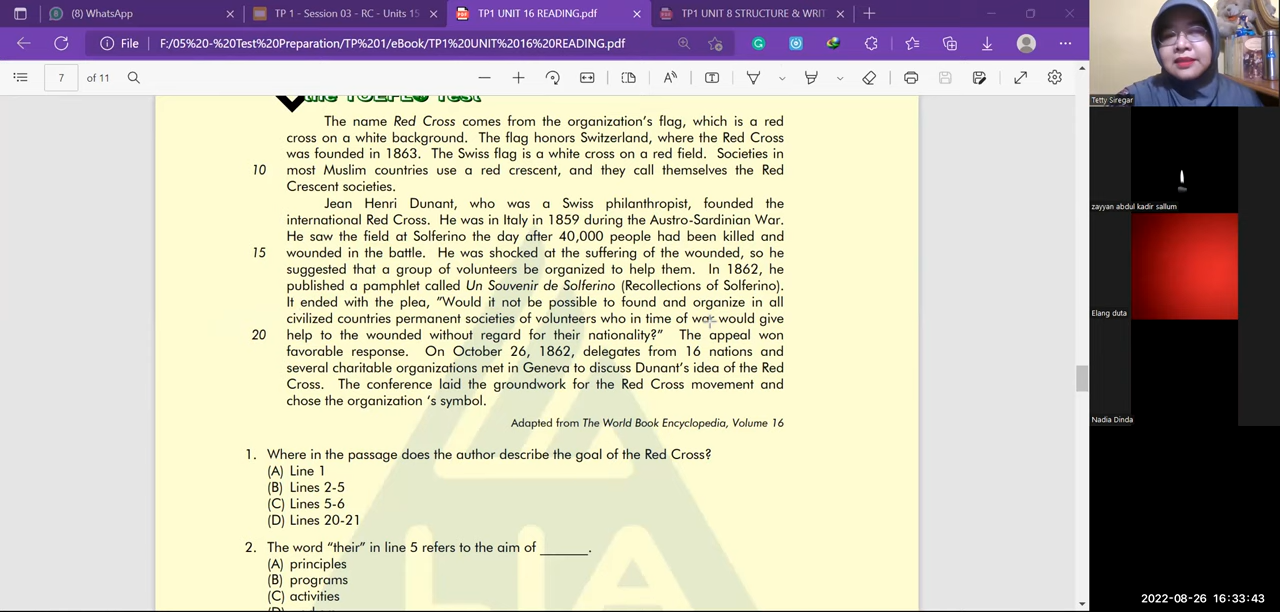 (8) WhatsApp
TP 1 - Session 03 - RC - Units 15
TP1 UNIT 16 READING.pdf
TP1 UNIT 8 STRUCTURE & WRIT
File
F:/05%20-%20Test%20Preparation/TP%201/eBook/TP1%20UNIT%2016%20READING.pdf
7 of 11
the TOEFL® Test
The name Red Cross comes from the organization's flag, which is a red
cross on a white background. The flag honors Switzerland, where the Red Cross
was founded in 1863. The Swiss flag is a white cross on a red field. Societies in
10 most Muslim countries use a red crescent, and they call themselves the Red
Crescent societies.
Jean Henri Dunant, who was a Swiss philanthropist, founded the
international Red Cross. He was in Italy in 1859 during the Austro-Sardinian War.
He saw the field at Solferino the day after 40,000 people had been killed and
15 wounded in the battle. He was shocked at the suffering of the wounded, so he
suggested that a group of volunteers be organized to help them. In 1862, he
published a pamphlet called Un Souvenir de Solferino (Recollections of Solferino).
It ended with the plea, "Would it not be possible to found and organize in all
civilized countries permanent societies of volunteers who in time of war would give
20 help to the wounded without regard for their nationality?" The appeal won
favorable response. On October 26, 1862, delegates from 16 nations and
several charitable organizations met in Geneva to discuss Dunant's idea of the Red
Cross. The conference laid the groundwork for the Red Cross movement and
chose the organization 's symbol.
Adapted from The World Book Encyclopedia, Volume 16
1. Where in the passage does the author describe the goal of the Red Cross?
(A) Line 1
(B) Lines 2-5
(C) Lines 5-6
(D) Lines 20-21
2. The word "their" in line 5 refers to the aim of ______.
(A) principles
(B) programs
(C) activities
(D)
LIA
Tetty Siregar
zayyan abdul kadir sallum
Elang duta
Nadia Dinda
2022-08-26 16:33:43